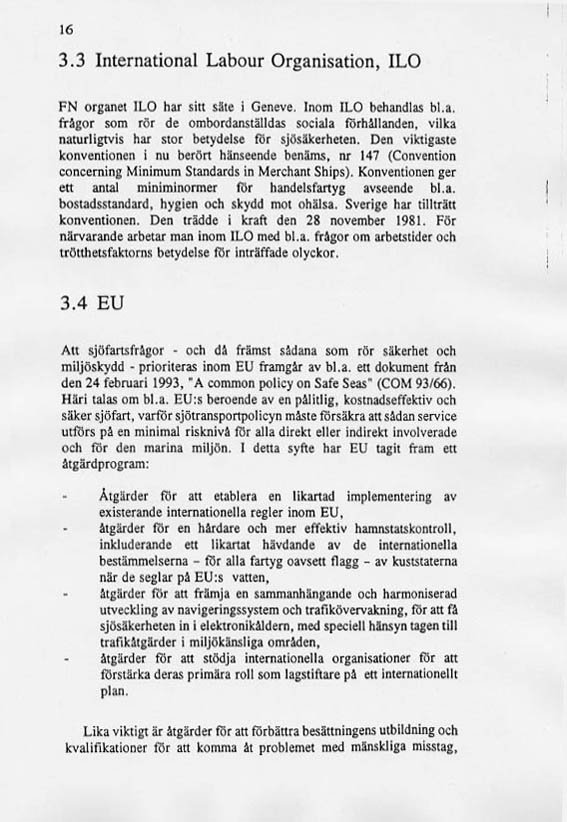 16
3.3 International Labour Organisation, ILO
FN organet ILO har sitt säte i Geneve. Inom ILO behandlas bl.a.
frågor som rör de ombordanställdas sociala förhållanden, vilka
naturligtvis har stor betydelse för sjösäkerheten. Den viktigaste
konventionen i nu berört hänseende benäms, nr 147 (Convention
concerning Minimum Standards in Merchant Ships). Konventionen ger
ett antal miniminormer för handelsfartyg avseende bl.a.
bostadsstandard, hygien och skydd mot ohälsa. Sverige har tillträtt
konventionen. Den trädde i kraft den 28 november 1981. För
närvarande arbetar man inom ILO med bl.a. frågor om arbetstider och
trötthetsfaktorns betydelse för inträffade olyckor.
3.4 EU
Att sjöfartsfrågor - och då främst sådana som rör säkerhet och
miljöskydd - prioriteras inom EU framgår av bl.a. ett dokument från
den 24 februari 1993, "A common policy on Safe Seas" (COM 93/66).
Häri talas om bl.a. EU:s beroende av en pålitlig, kostnadseffektiv och
säker sjöfart, varför sjötransportpolicyn måste försäkra att sådan service
utförs på en minimal risknivå för alla direkt eller indirekt involverade
och för den marina miljön. I detta syfte har EU tagit fram ett
åtgärdprogram:
- Åtgärder för att etablera en likartad implementering av
existerande internationella regler inom EU,
- åtgärder för en hårdare och mer effektiv hamnstatskontroll,
inkluderande ett likartat hävdande av de internationella
bestämmelserna - för alla fartyg oavsett flagg - av kuststaterna
när de seglar på EU:s vatten,
- åtgärder för att främja en sammanhängande och harmoniserad
utveckling av navigeringssystem och trafikövervakning, för att få
sjösäkerheten in i elektronikåldern, med speciell hänsyn tagen till
trafikåtgärder i miljökänsliga områden,
- åtgärder för att stödja internationella organisationer för att
förstärka deras primära roll som lagstiftare på ett internationellt
plan.
Lika viktigt är åtgärder för att förbättra besättningens utbildning och
kvalifikationer för att komma åt problemet med mänskliga misstag,